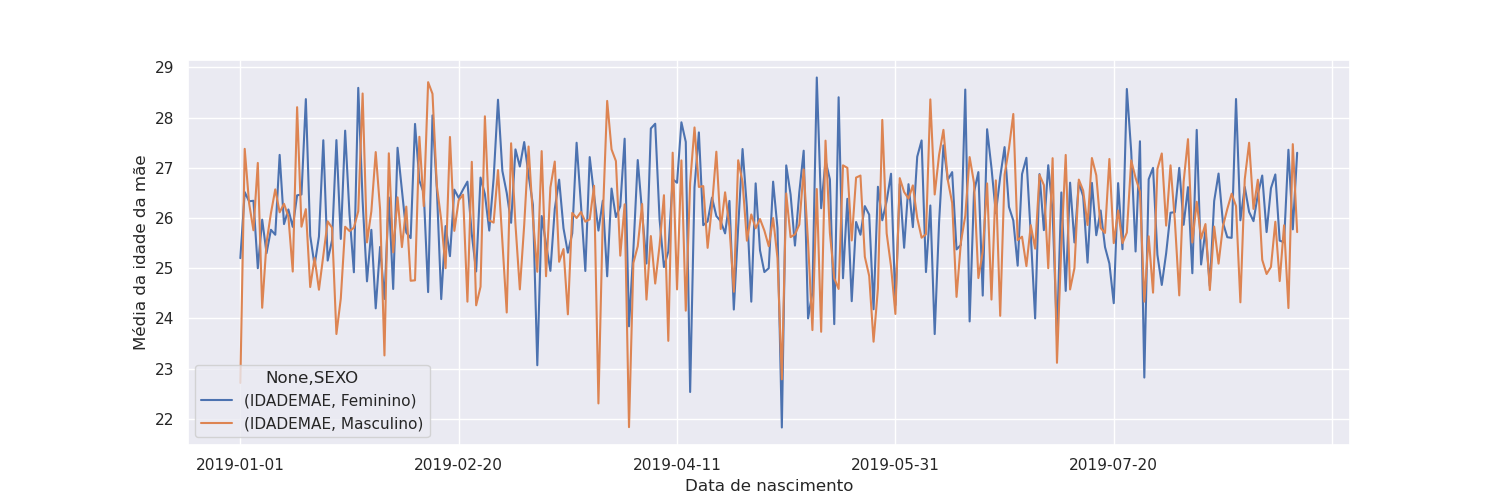 29
28
27
26
25
24
23
22
Média da idade da mãe
None,SEXO
(IDADEMAE, Feminino)
(IDADEMAE, Masculino)
2019-01-01 2019-02-20 2019-04-11 2019-05-31 2019-07-20
Data de nascimento